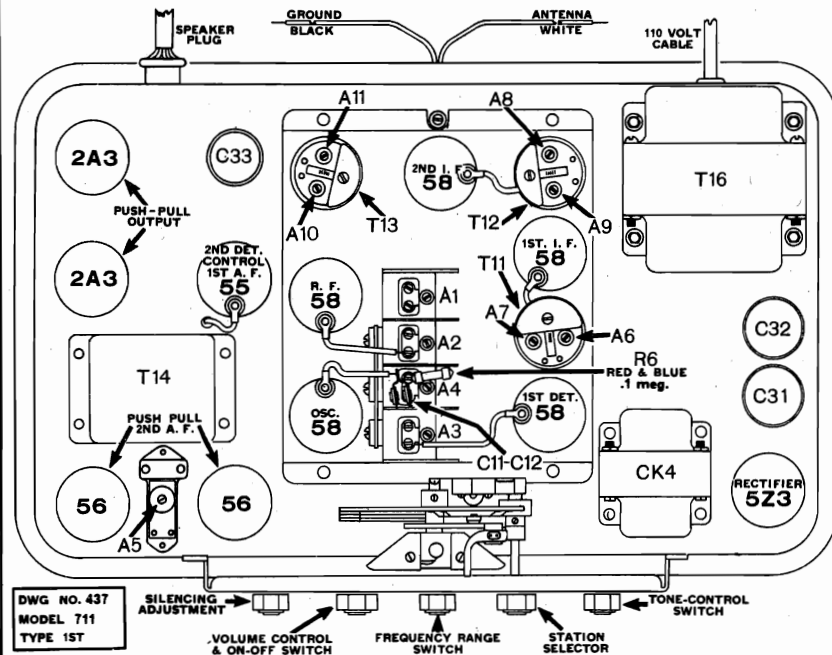 GROUND
BLACK
ANTENNA
WHITE
SPEAKER
PLUG
110 VOLT
CABLE
A11
A8
2A3
C33
2ND I. F.
58
T16
PUSH-PULL
OUTPUT
A10
T13
T12
A9
2A3
2ND DET.
CONTROL
1ST A. F.
55
R. F.
58
A1
T11
1ST. I. F.
58
A7
A6
C32
A2
R6
RED & BLUE
.1 meg.
T14
A4
C31
OSC.
58
A3
1ST DET.
58
PUSH PULL
2ND A. F.
C11-C12
CK4
RECTIFIER
5Z3
56
56
A5
DWG NO. 437
MODEL 711
TYPE 1ST
SILENCING
ADJUSTMENT
VOLUME CONTROL
& ON-OFF SWITCH
FREQUENCY RANGE
SWITCH
STATION
SELECTOR
TONE-CONTROL
SWITCH